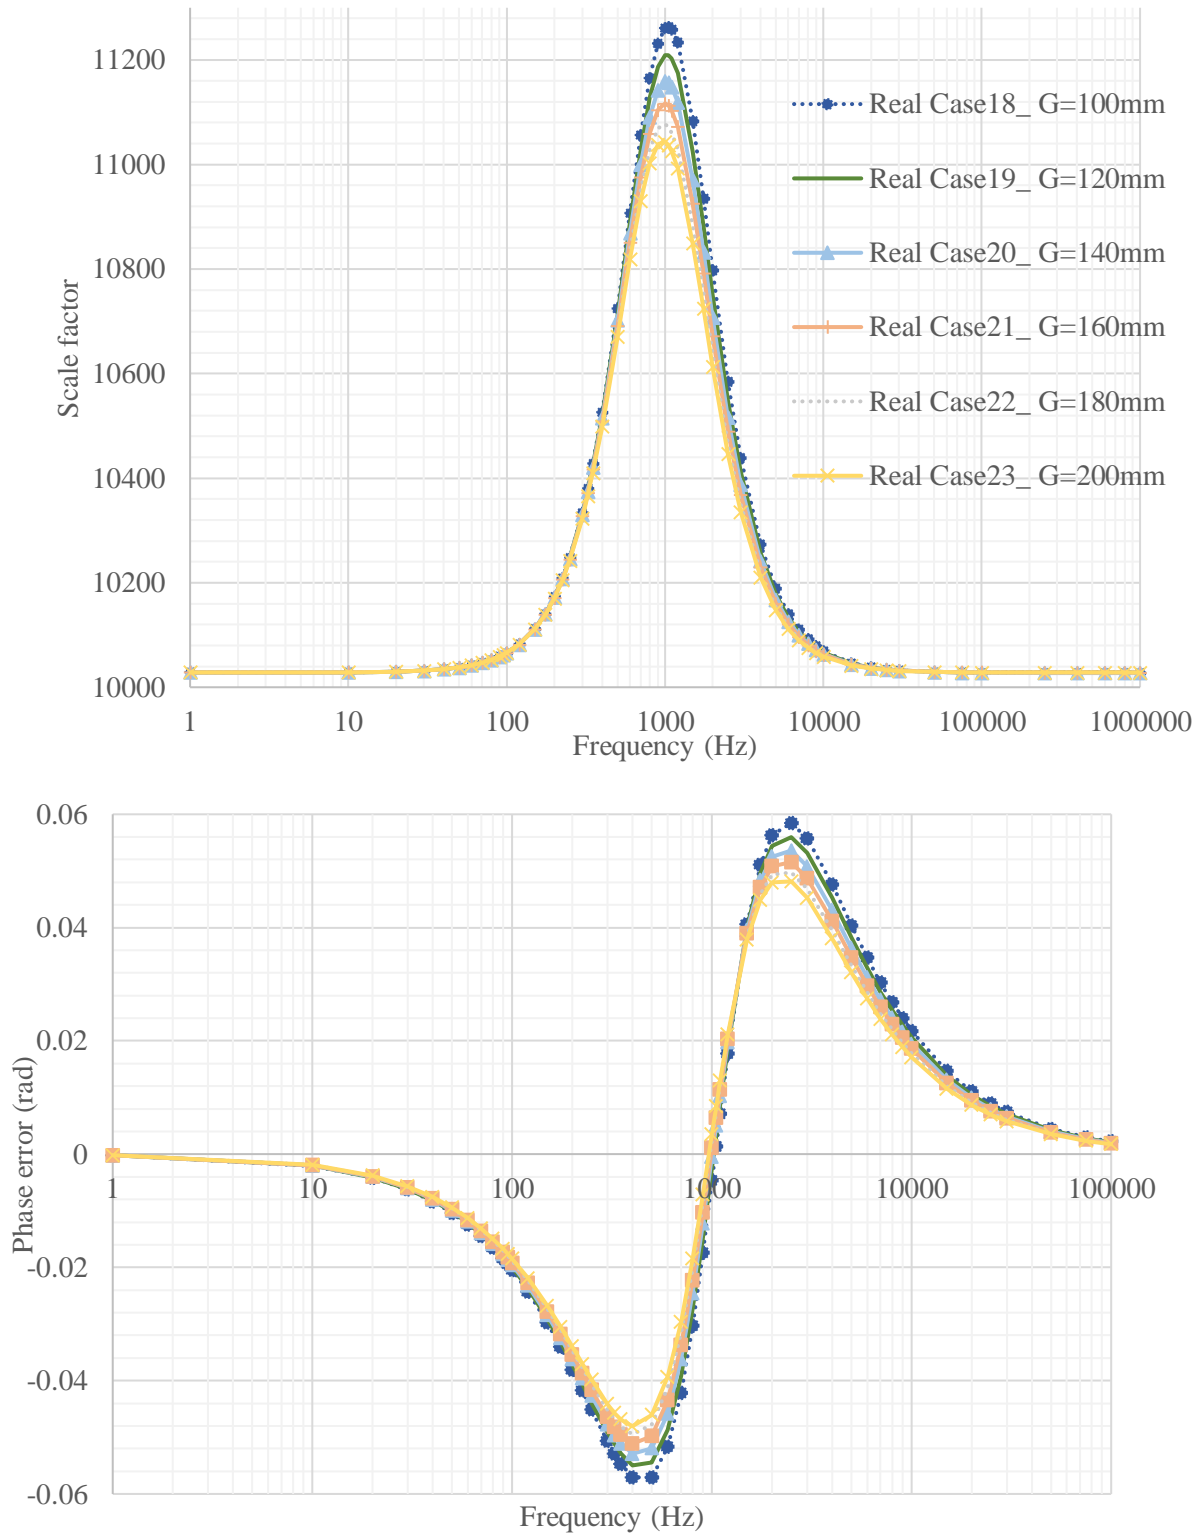 11200
11000
10800
10600
10400
10200
10000
Scale factor
Real Case18_ G=100mm
Real Case19_ G=120mm
Real Case20_ G=140mm
Real Case21_ G=160mm
Real Case22_ G=180mm
Real Case23_ G=200mm
1 10 100 1000 10000 100000 1000000
Frequency (Hz)
0.06
0.04
0.02
0
-0.02
-0.04
-0.06
Phase error (rad)
1 10 100 1000 10000 100000
Frequency (Hz)